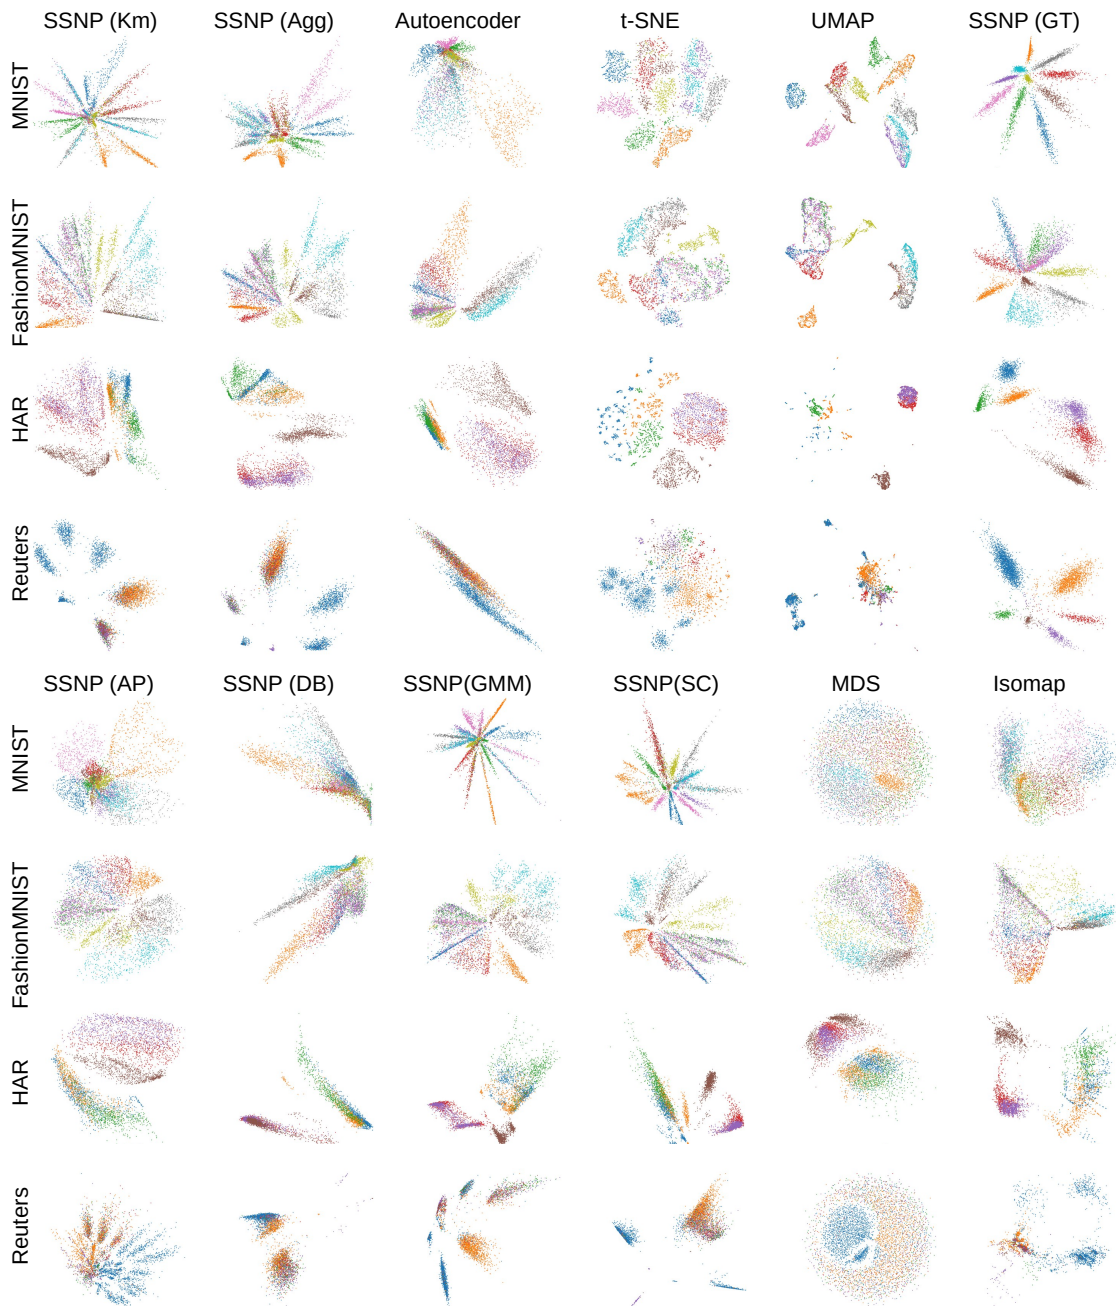 SSNP (Km) SSNP (Agg) Autoencoder t-SNE UMAP SSNP (GT)
MNIST
FashionMNIST
HAR
Reuters
SSNP (AP) SSNP (DB) SSNP(GMM) SSNP(SC) MDS Isomap
MNIST
FashionMNIST
HAR
Reuters